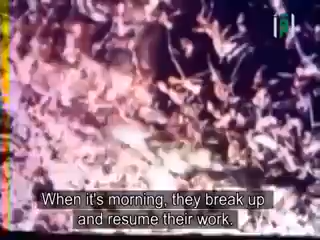 When it's morning, they break up
and resume their work.